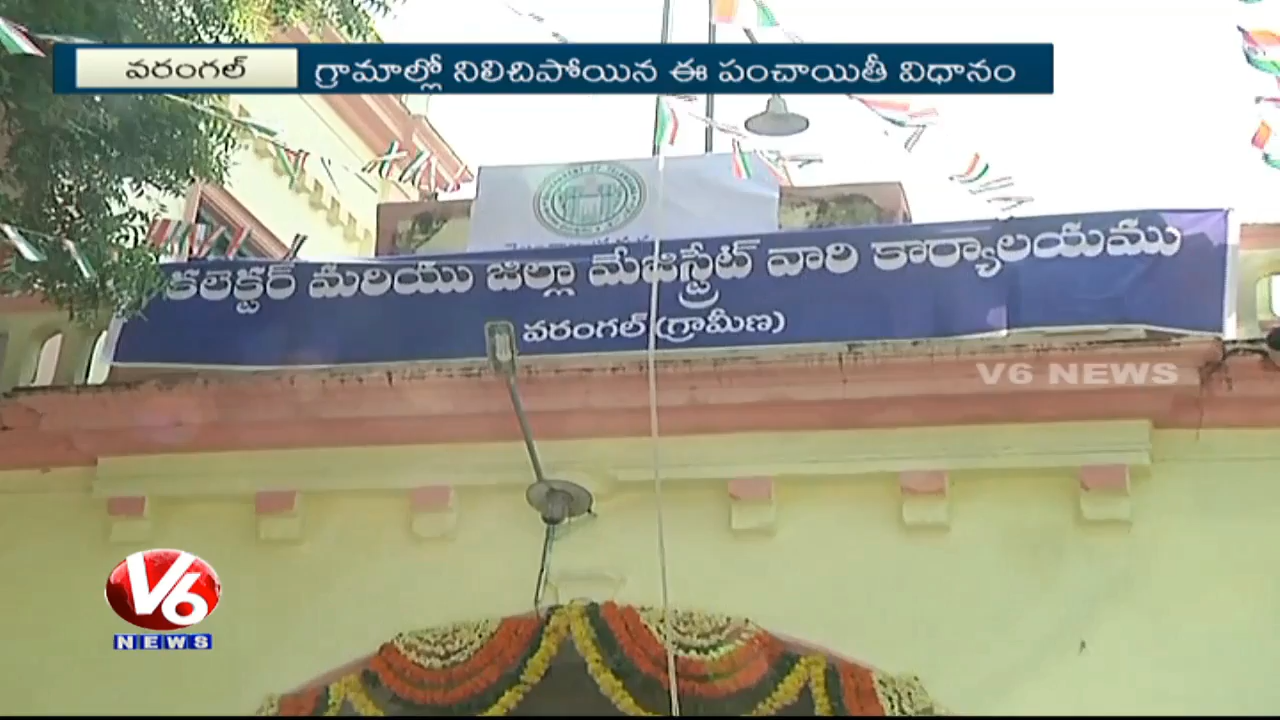 వరంగల్ గ్రామాల్లో నిలిచిపోయిన ఈ పంచాయితీ విధానం
కలెక్టర్ మరియు జిల్లా మేజిస్ట్రేట్ వారి కార్యాలయము
వరంగల్ (గ్రామీణ)
V6 NEWS
V6
NEWS